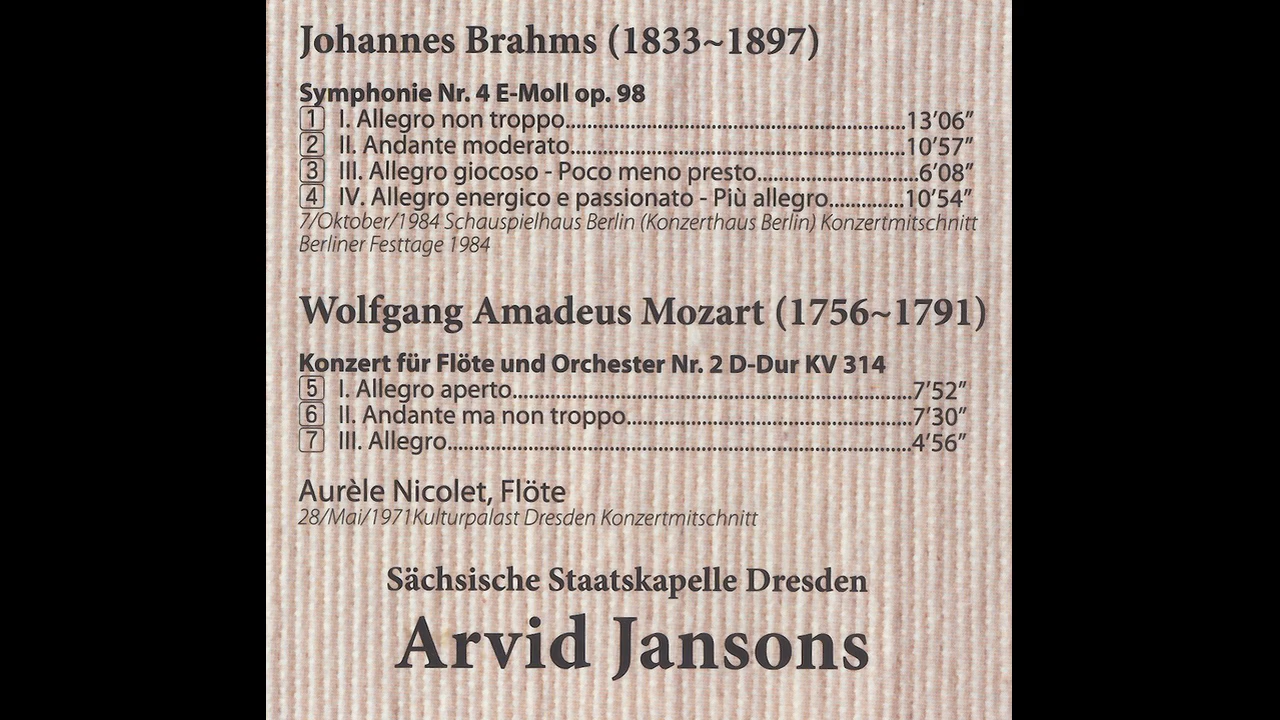 Johannes Brahms (1833~1897)
Symphonie Nr. 4 E-Moll op. 98
1 I. Allegro non troppo................................................................13’06”
2 II. Andante moderato...............................................................10’57”
3 III. Allegro giocoso - Poco meno presto..............................6’08”
4 IV. Allegro energico e passionato - Più allegro..............10’54”
7/Oktober/1984 Schauspielhaus Berlin (Konzerthaus Berlin) Konzertmitschnitt
Berliner Festtage 1984
Wolfgang Amadeus Mozart (1756~1791)
Konzert für Flöte und Orchester Nr. 2 D-Dur KV 314
5 I. Allegro aperto...........................................................................7’52”
6 II. Andante ma non troppo.....................................................7’30”
7 III. Allegro.......................................................................................4’56”
Aurèle Nicolet, Flöte
28/Mai/1971Kulturpalast Dresden Konzertmitschnitt
Sächsische Staatskapelle Dresden
Arvid Jansons